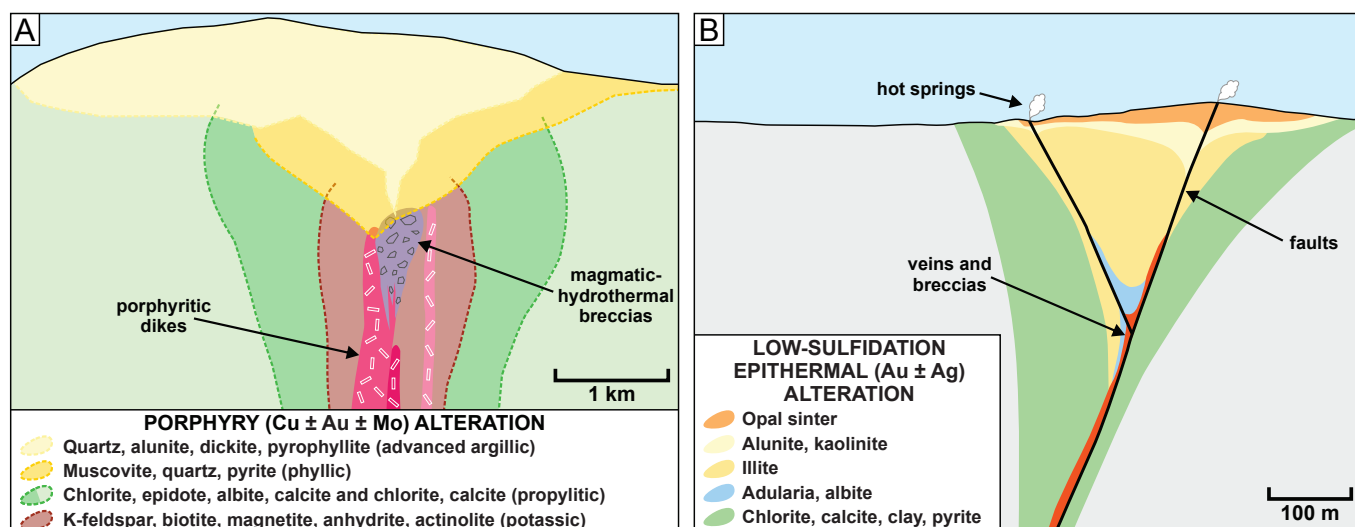 A
porphyritic
dikes
magmatic-
hydrothermal
breccias
1 km
PORPHYRY (Cu ± Au ± Mo) ALTERATION
Quartz, alunite, dickite, pyrophyllite (advanced argillic)
Muscovite, quartz, pyrite (phyllic)
Chlorite, epidote, albite, calcite and chlorite, calcite (propylitic)
K-feldspar, biotite, magnetite, anhydrite, actinolite (potassic)
B
hot springs
faults
veins and
breccias
LOW-SULFIDATION
EPITHERMAL (Au ± Ag)
ALTERATION
Opal sinter
Alunite, kaolinite
Illite
Adularia, albite
Chlorite, calcite, clay, pyrite
100 m